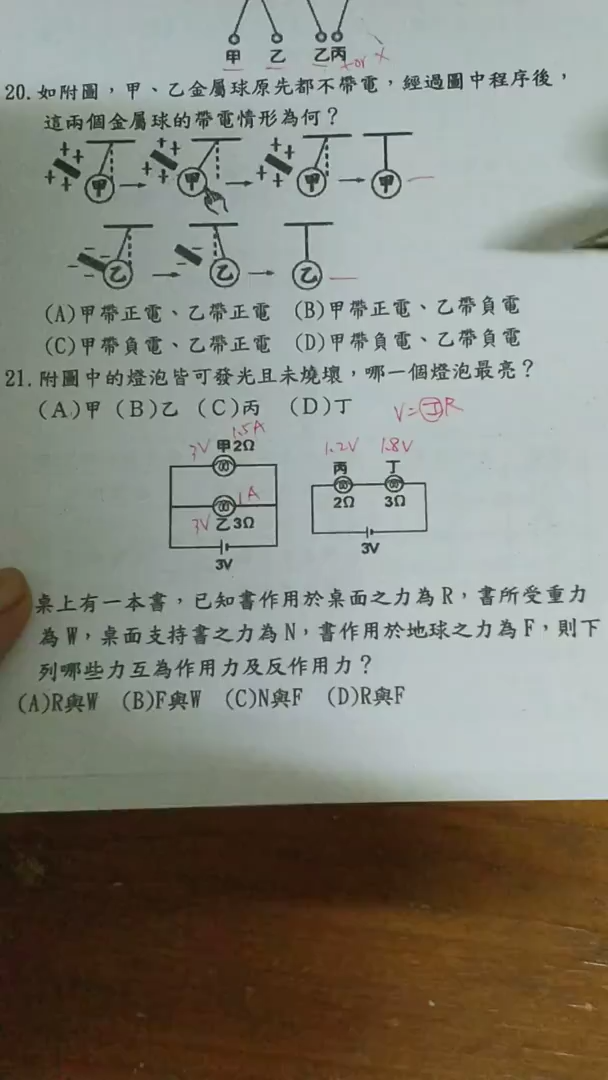 甲 乙 乙丙
+or×
20.如附圖，甲、乙金屬球原先都不帶電，經過圖中程序後，
這兩個金屬球的帶電情形為何？
甲 甲 甲 甲
乙 乙 乙
(A)甲帶正電、乙帶正電 (B)甲帶正電、乙帶負電
(C)甲帶負電、乙帶正電 (D)甲帶負電、乙帶負電
21.附圖中的燈泡皆可發光且未燒壞，哪一個燈泡最亮？
(A)甲 (B)乙 (C)丙 (D)丁 V=IR
1.5A
3V 甲2Ω 1.2V 1.8V
丙 丁
1A 2Ω 3Ω
3V 乙3Ω
3V 3V
桌上有一本書，已知書作用於桌面之力為R，書所受重力
為W，桌面支持書之力為N，書作用於地球之力為F，則下
列哪些力互為作用力及反作用力？
(A)R與W (B)F與W (C)N與F (D)R與F